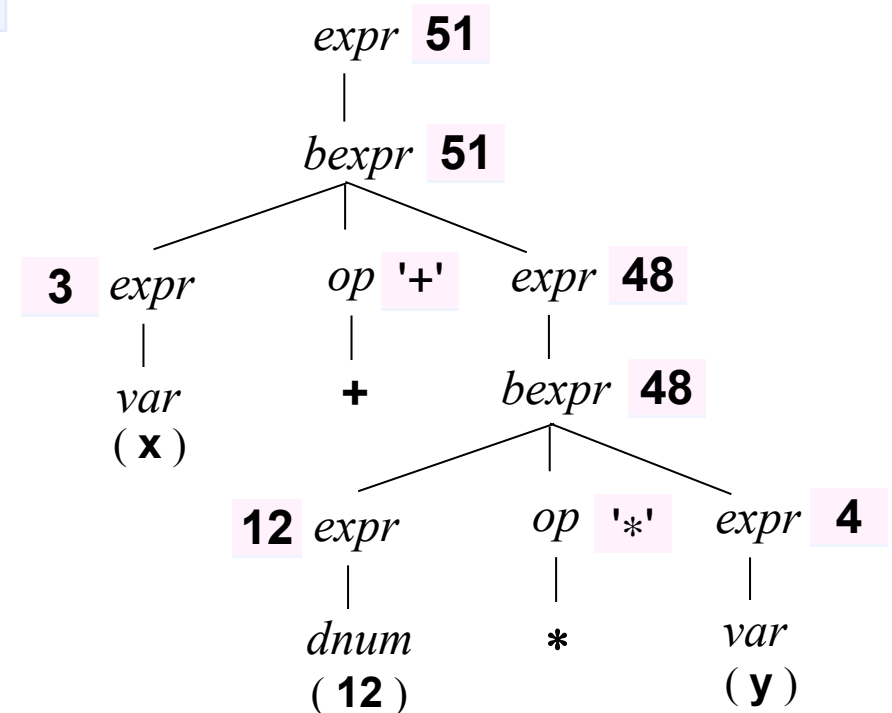 expr 51
bexpr 51
3 expr op '+' expr 48
var + bexpr 48
( x )
12 expr op '*' expr 4
dnum * var
( 12 ) ( y )